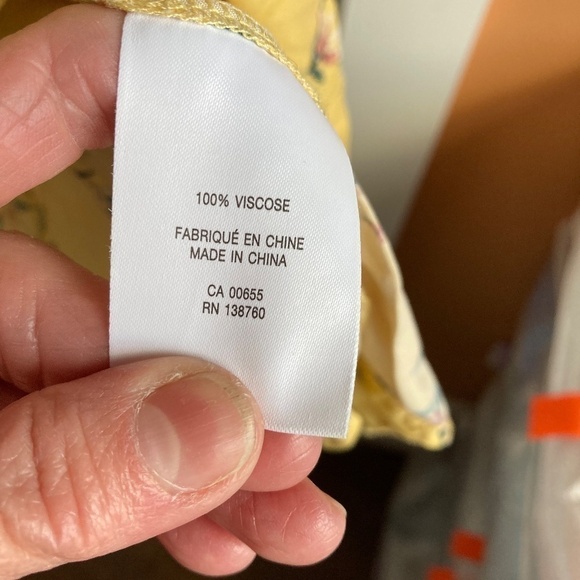 100% VISCOSE
FABRIQUÉ EN CHINE
MADE IN CHINA
CA 00655
RN 138760